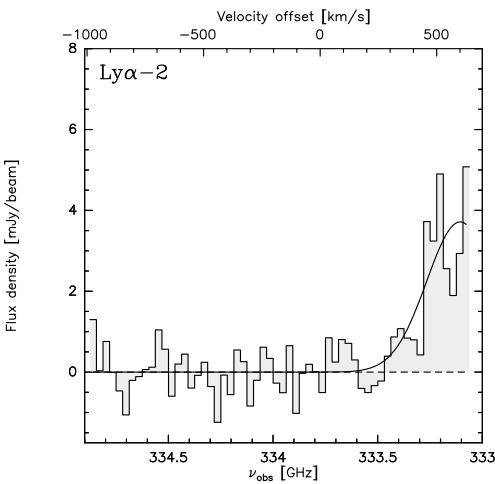 Velocity offset [km/s]
−1000 −500 0 500
8
Lyα−2
6
4
2
0
Flux density [mJy/beam]
334.5 334 333.5 333
ν_obs [GHz]